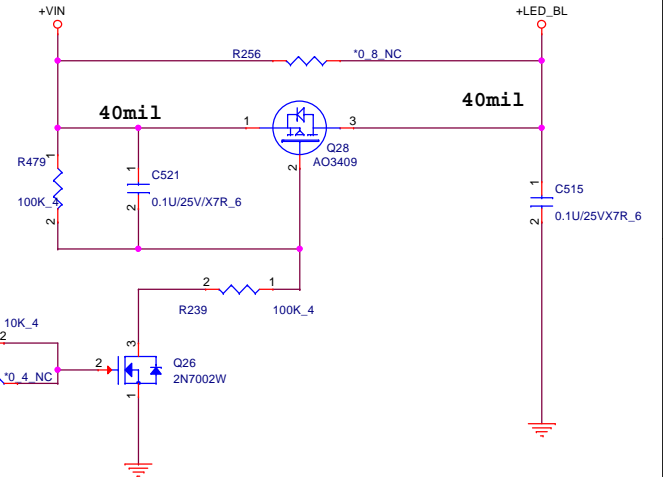 +VIN
+LED_BL
R256
*0_8_NC
40mil
40mil
1
3
Q28
AO3409
2
R479
1
100K_4
2
1
C521
2
0.1U/25V/X7R_6
1
C515
2
0.1U/25VX7R_6
2
1
R239
100K_4
10K_4
2
*0_4_NC
3
2
Q26
2N7002W
1